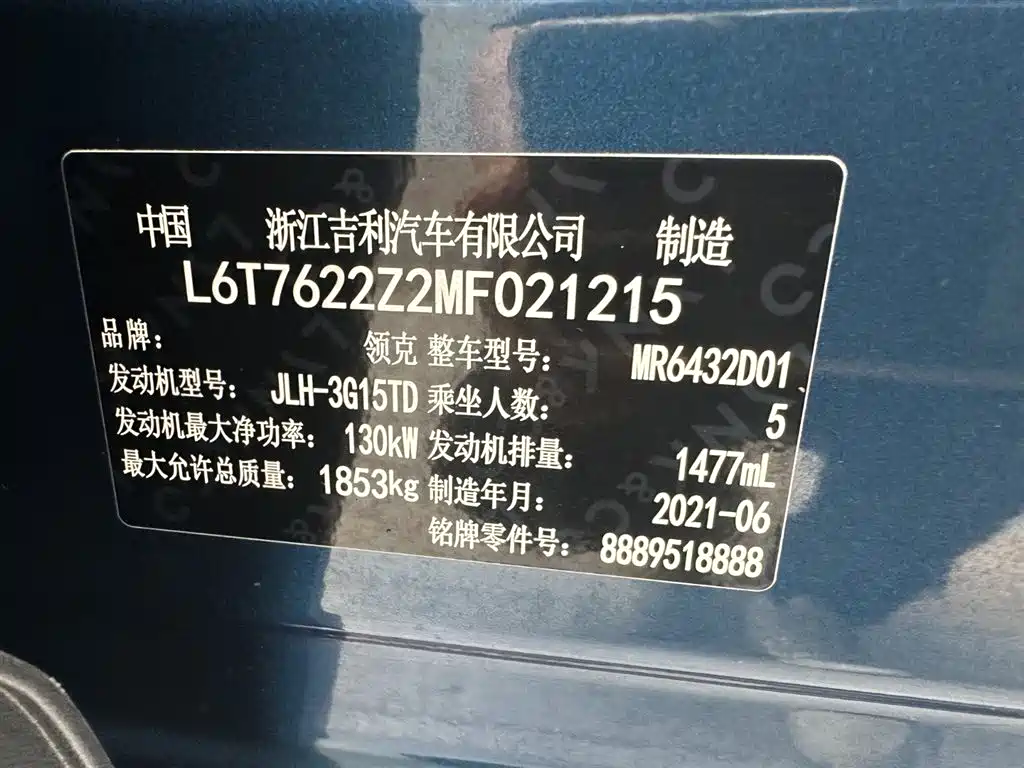 中国 浙江吉利汽车有限公司 制造
L6T7622Z2MF021215
品牌： 领克 整车型号： MR6432D01
发动机型号： JLH-3G15TD 乘坐人数： 5
发动机最大净功率： 130kW 发动机排量： 1477mL
最大允许总质量： 1853kg 制造年月： 2021-06
铭牌零件号： 8889518888